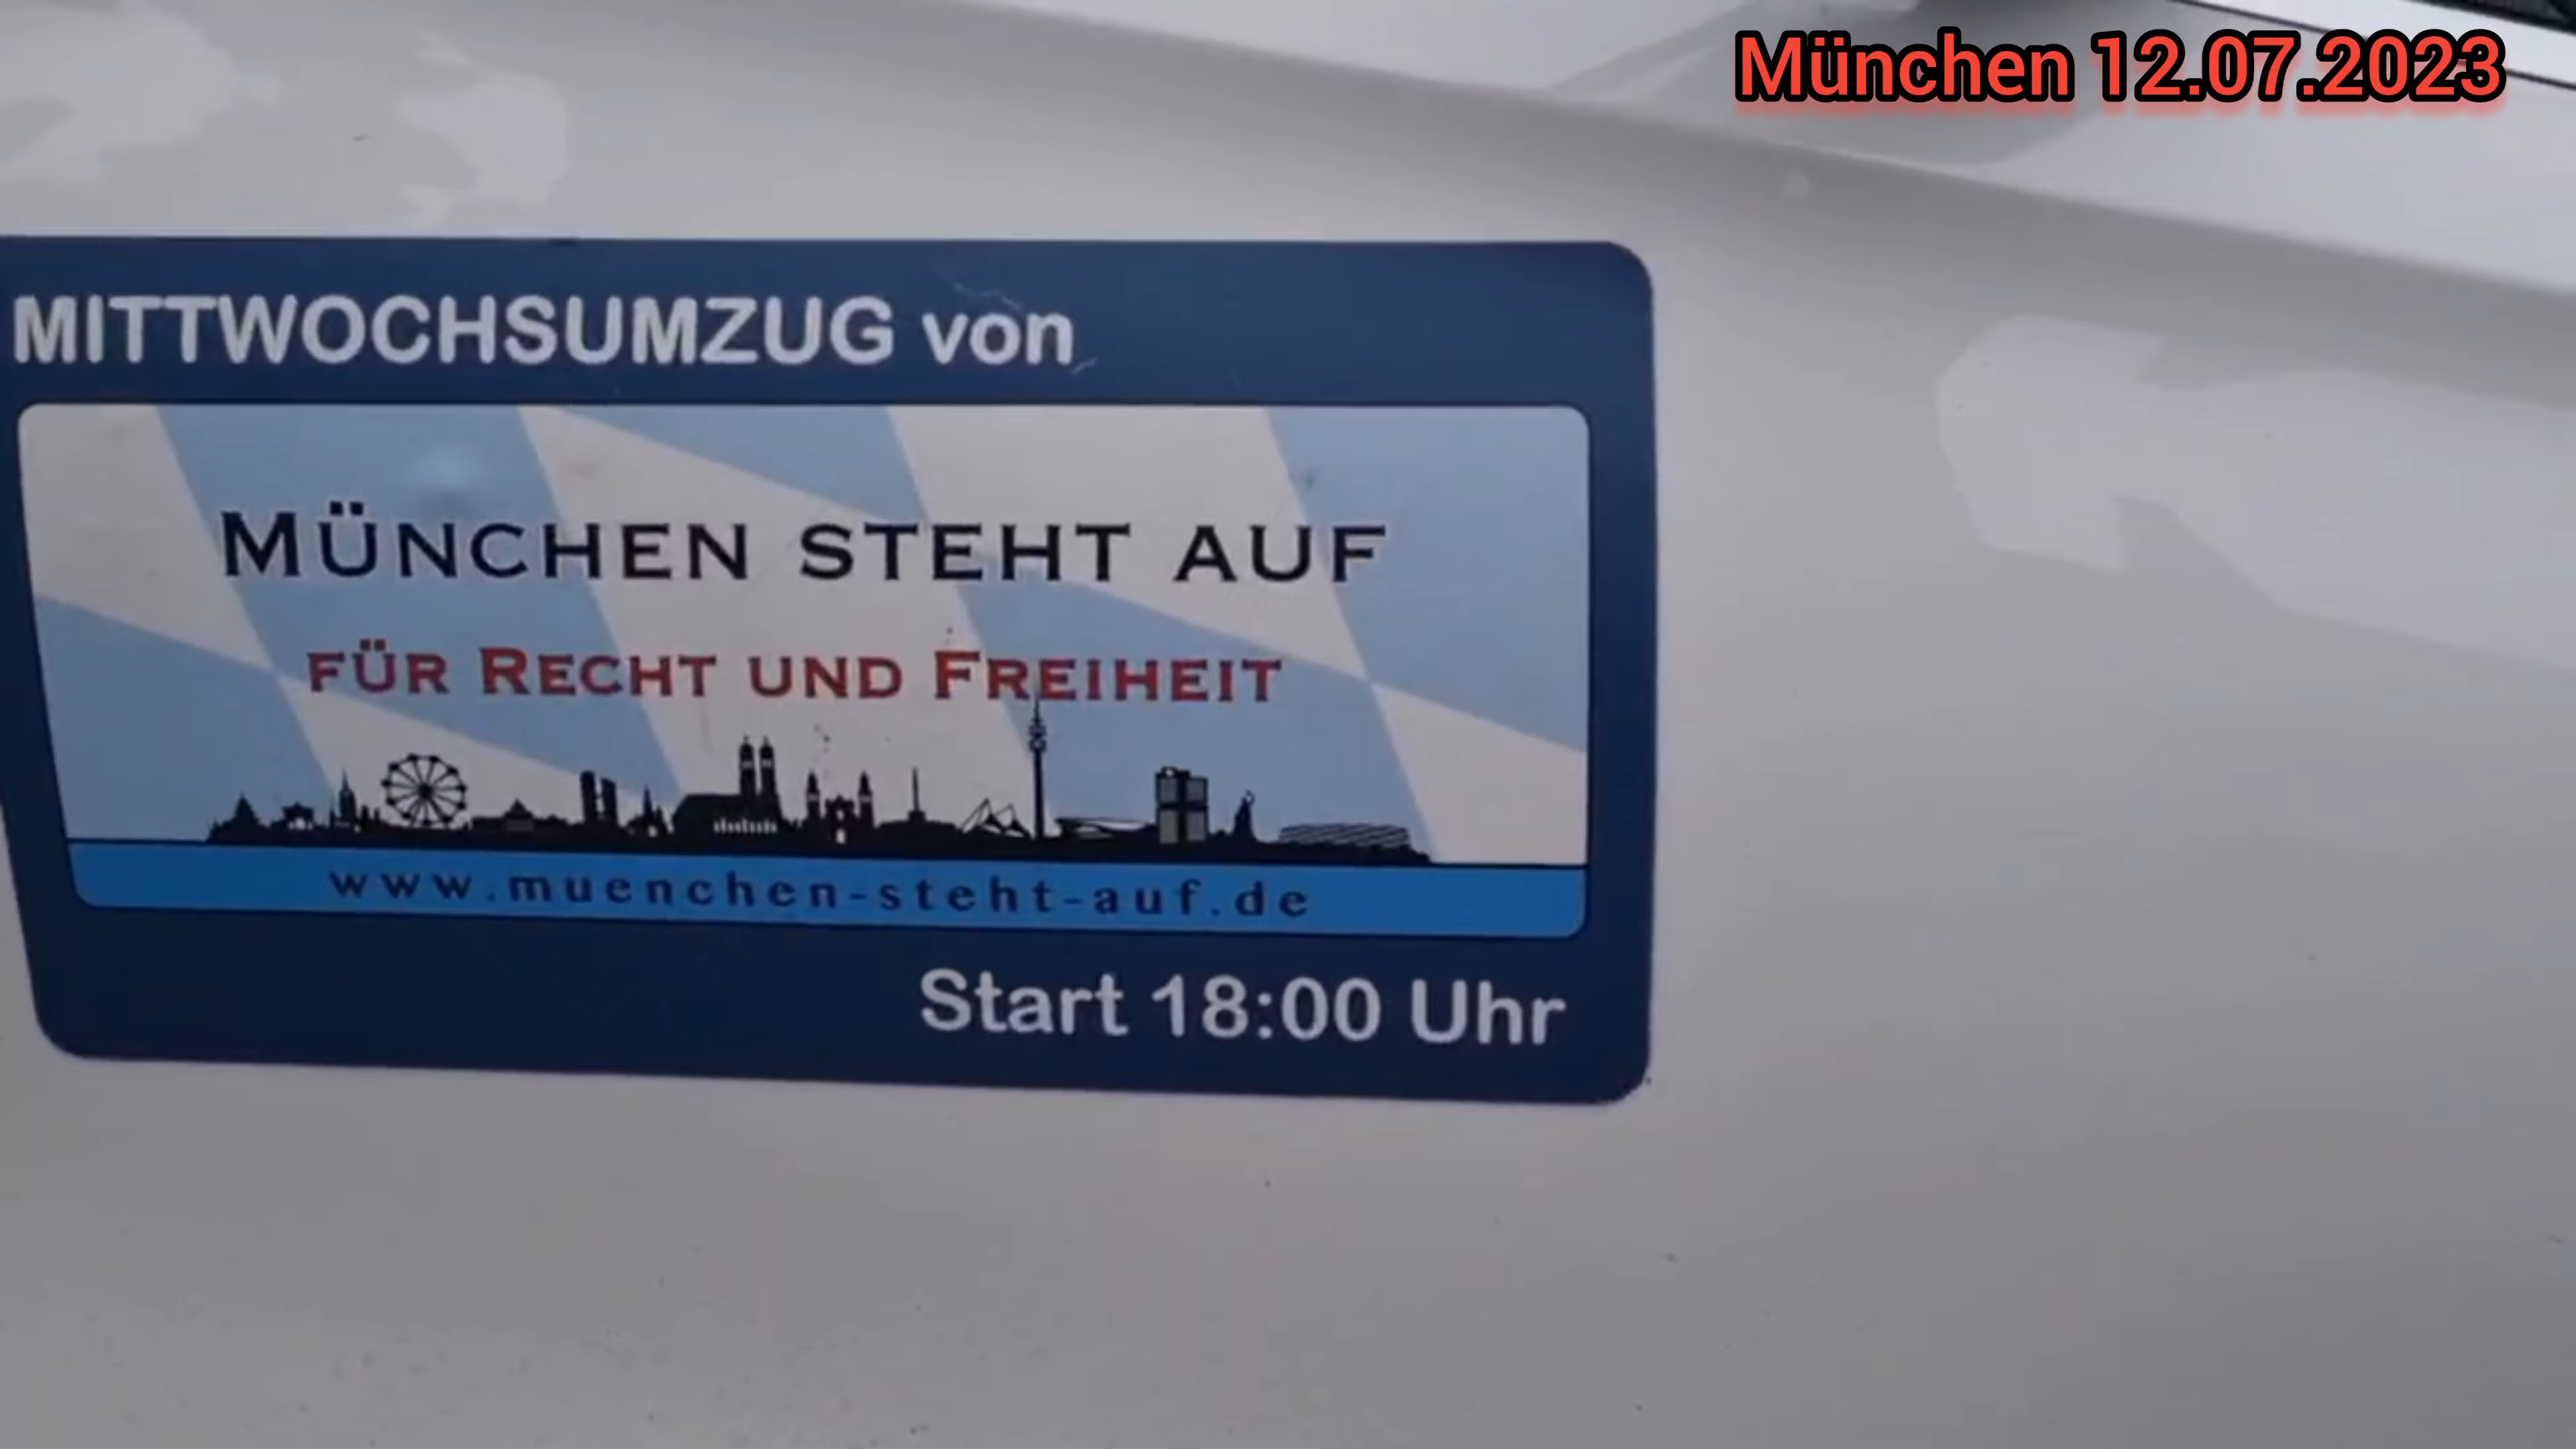 München 12.07.2023
MITTWOCHSUMZUG von
MÜNCHEN STEHT AUF
FÜR RECHT UND FREIHEIT
www.muenchen-steht-auf.de
Start 18:00 Uhr